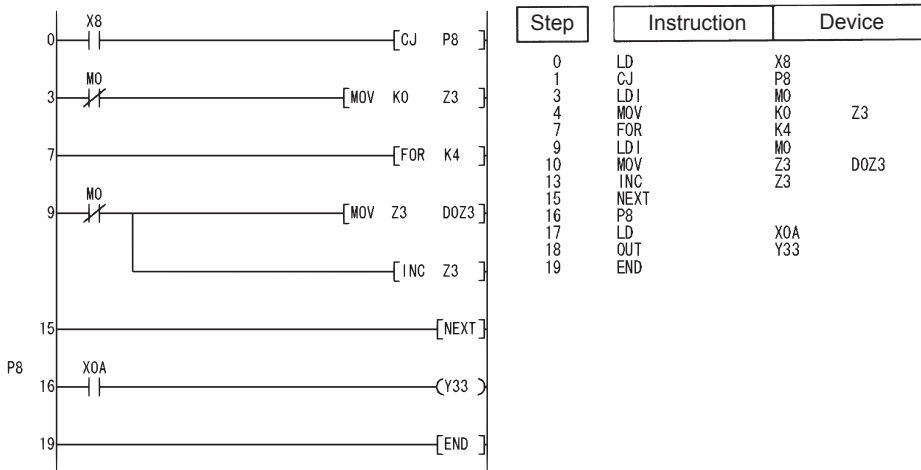 X8
0 [CJ P8]
M0
3 [MOV K0 Z3]
7 [FOR K4]
M0
9 [MOV Z3 D0Z3]
[INC Z3]
15 [NEXT]
P8 X0A
16 (Y33)
19 [END]
Step Instruction Device
0 LD X8
1 CJ P8
3 LDI M0
4 MOV K0 Z3
7 FOR K4
9 LDI M0
10 MOV Z3 D0Z3
13 INC Z3
15 NEXT
16 P8
17 LD X0A
18 OUT Y33
19 END